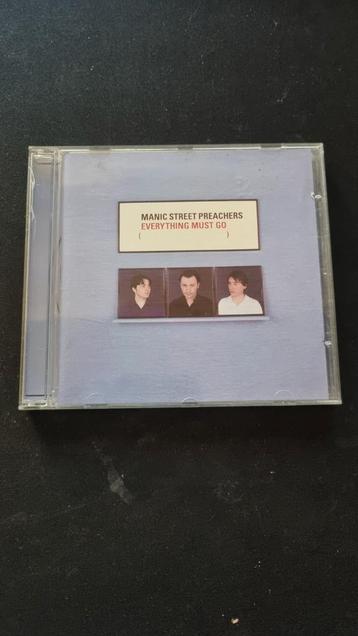 MANIC STREET PREACHERS
EVERYTHING MUST GO
( )